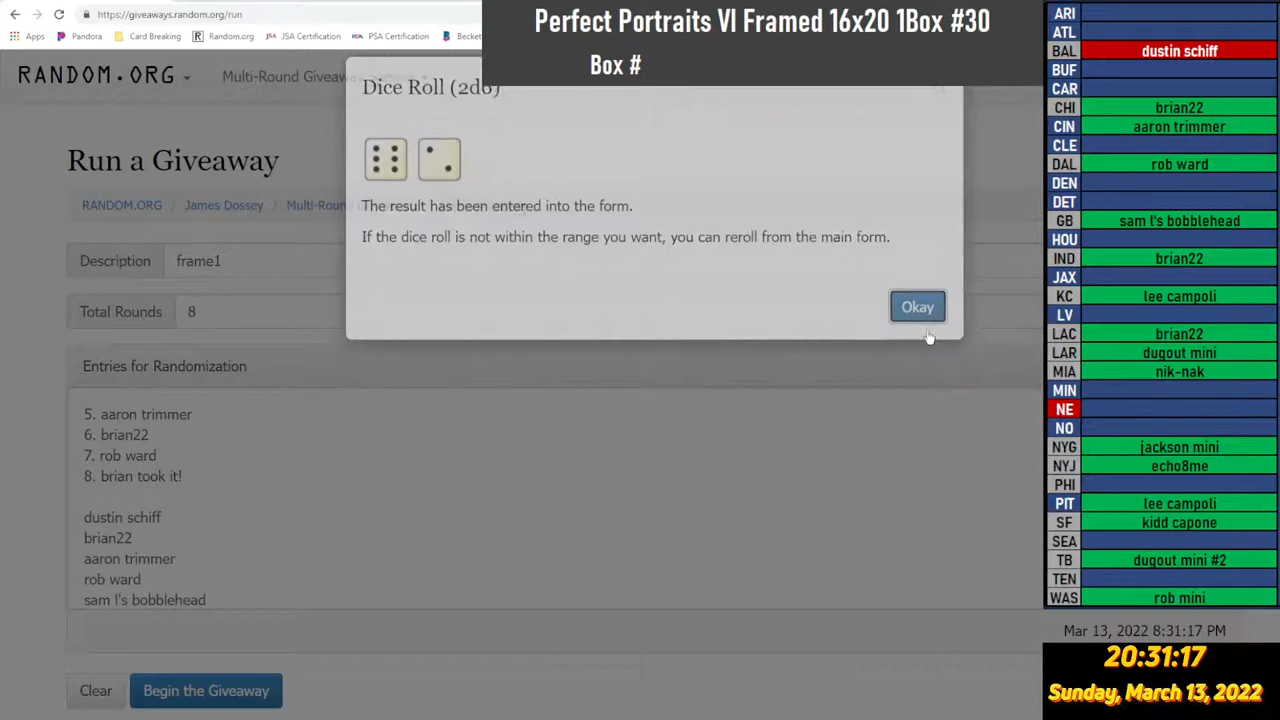 https://giveaways.random.org/run
Apps
Pandora
Card Breaking
JSA Certification
PSA Certification
Becket
Perfect Portraits VI Framed 16x20 1Box #30
Box #
RANDOM.ORG
Multi-Round Giveaway
Dice Roll (2d6)
The result has been entered into the form.
If the dice roll is not within the range you want, you can reroll from the main form.
Okay
Run a Giveaway
RANDOM.ORG
James Dossey
Multi-Round
Description
frame1
Total Rounds
8
Entries for Randomization
5. aaron trimmer
6. brian22
7. rob ward
8. brian took it!
dustin schiff
brian22
aaron trimmer
rob ward
sam l's bobblehead
Clear
Begin the Giveaway
ARI
ATL
BAL dustin schiff
BUF
CAR
CHI brian22
CIN aaron trimmer
CLE
DAL rob ward
DEN
DET
GB sam l's bobblehead
HOU
IND brian22
JAX
KC lee campoli
LV
LAC brian22
LAR dugout mini
MIA nik-nak
MIN
NE
NO
NYG jackson mini
NYJ echo8me
PHI
PIT lee campoli
SF kidd capone
SEA
TB dugout mini #2
TEN
WAS rob mini
Mar 13, 2022 8:31:17 PM
20:31:17
Sunday, March 13, 2022